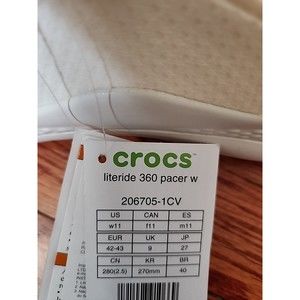 crocs™
literide 360 pacer w
206705-1CV
US CAN ES
w11 f11 m11
EUR UK JP
42-43 9 27
CN KR BR
280(2.5) 270mm 40